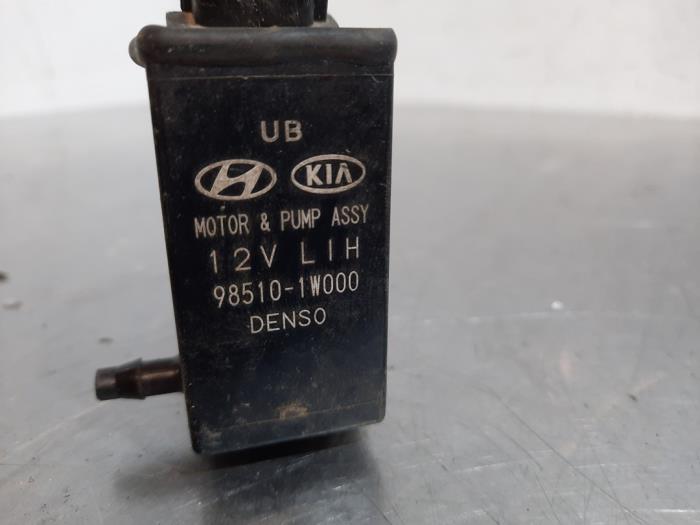 UB
KIA
MOTOR & PUMP ASSY
12V LIH
98510-1W000
DENSO